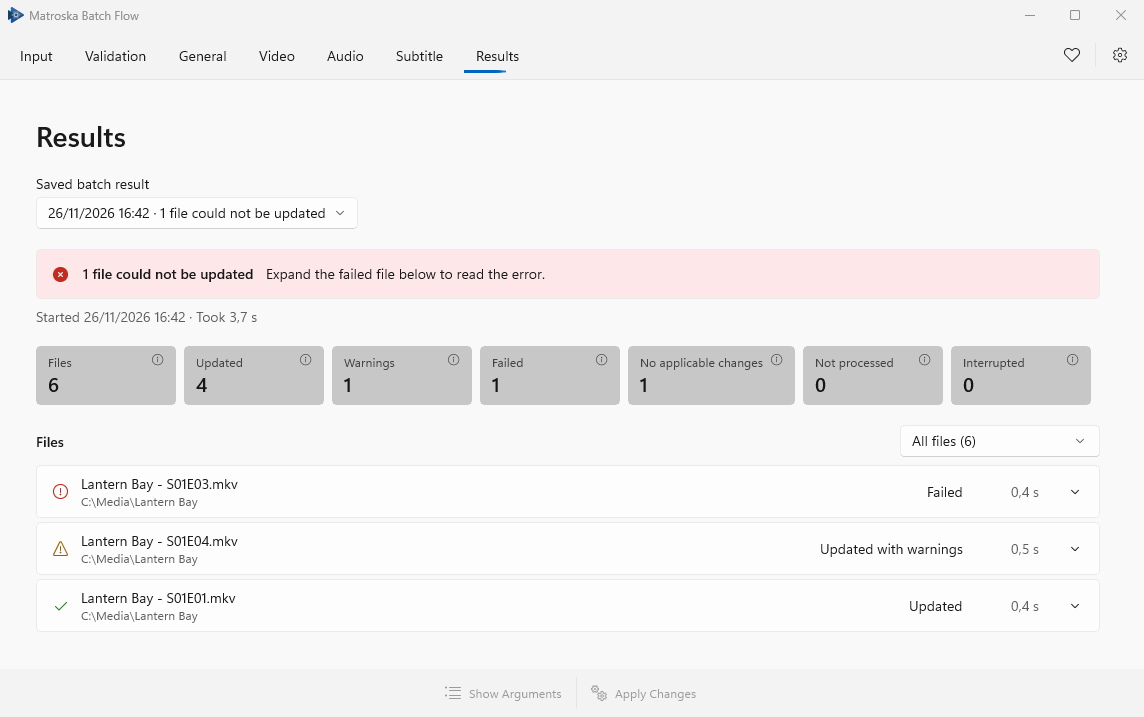 Matroska Batch Flow
Input Validation General Video Audio Subtitle Results
Results
Saved batch result
26/11/2026 16:42 · 1 file could not be updated
1 file could not be updated Expand the failed file below to read the error.
Started 26/11/2026 16:42 · Took 3,7 s
Files Updated Warnings Failed No applicable changes Not processed Interrupted
6 4 1 1 1 0 0
Files All files (6)
Lantern Bay - S01E03.mkv
C:\Media\Lantern Bay
Failed 0,4 s
Lantern Bay - S01E04.mkv
C:\Media\Lantern Bay
Updated with warnings 0,5 s
Lantern Bay - S01E01.mkv
C:\Media\Lantern Bay
Updated 0,4 s
Show Arguments Apply Changes